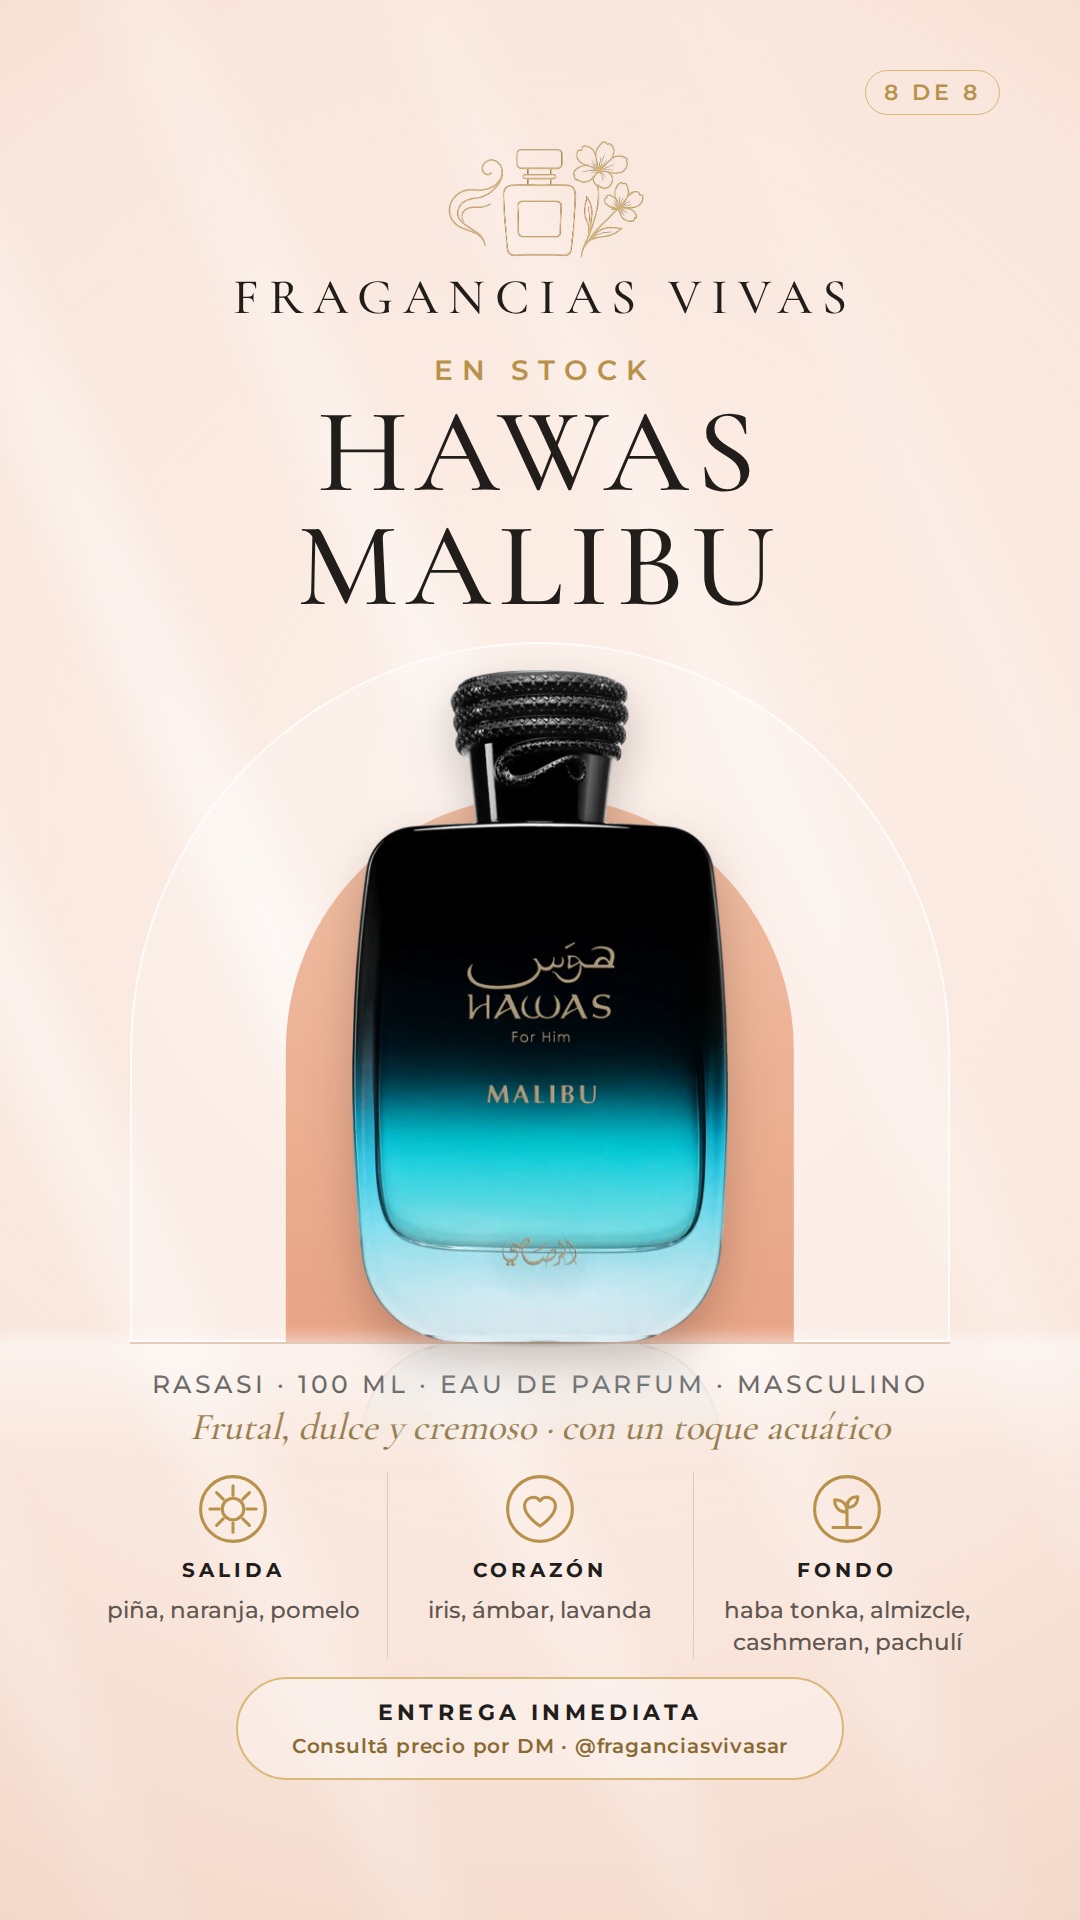 8 DE 8
FRAGANCIAS VIVAS
EN STOCK
HAWAS
MALIBU
هوَس
HAWAS
For Him
MALIBU
الرصاصي
RASASI · 100 ML · EAU DE PARFUM · MASCULINO
Frutal, dulce y cremoso · con un toque acuático
SALIDA
piña, naranja, pomelo
CORAZÓN
iris, ámbar, lavanda
FONDO
haba tonka, almizcle,
cashmeran, pachulí
ENTREGA INMEDIATA
Consultá precio por DM · @fraganciasvivasar